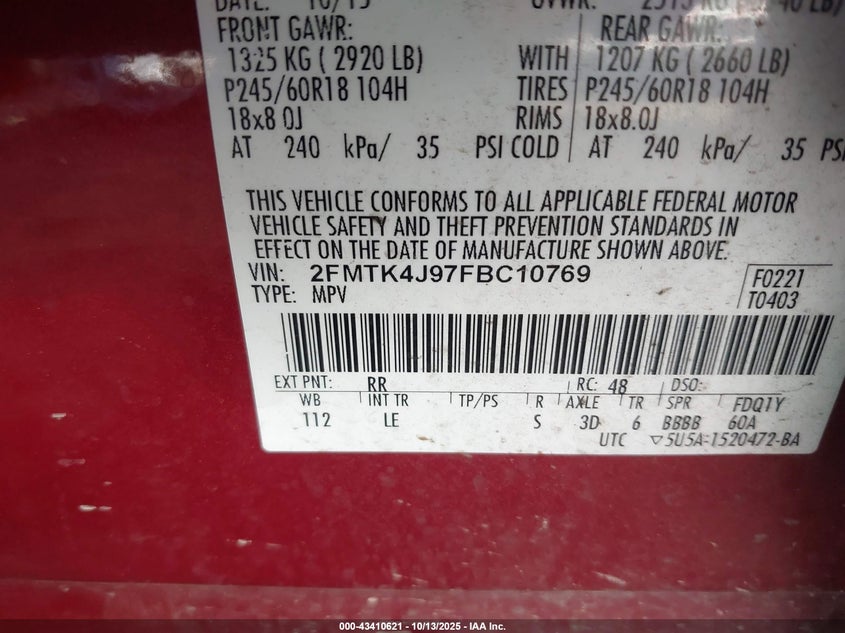 DATE: 10/15 GVWR:
FRONT GAWR: REAR GAWR:
1325 KG ( 2920 LB) WITH 1207 KG ( 2660 LB)
P245/60R18 104H TIRES P245/60R18 104H
18x8.0J RIMS 18x8.0J
AT 240 kPa/ 35 PSI COLD AT 240 kPa/ 35 PSI
THIS VEHICLE CONFORMS TO ALL APPLICABLE FEDERAL MOTOR
VEHICLE SAFETY AND THEFT PREVENTION STANDARDS IN
EFFECT ON THE DATE OF MANUFACTURE SHOWN ABOVE.
VIN: 2FMTK4J97FBC10769 F0221
TYPE: MPV T0403
EXT PNT: RR RC: 48 DSO:
WB INT TR TP/PS R AXLE TR SPR FDQ1Y
112 LE S 3D 6 BBBB 60A
UTC ▽5U5A-1520472-BA
000-43410621 - 10/13/2025 - IAA Inc.